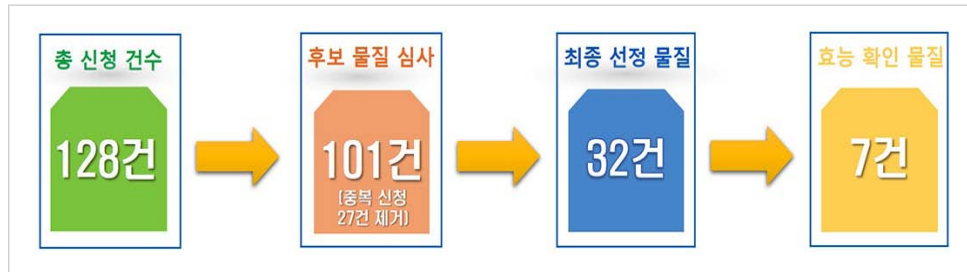 총 신청 건수
128건
후보 물질 심사
101건
(중복 신청
27건 제거)
최종 선정 물질
32건
효능 확인 물질
7건